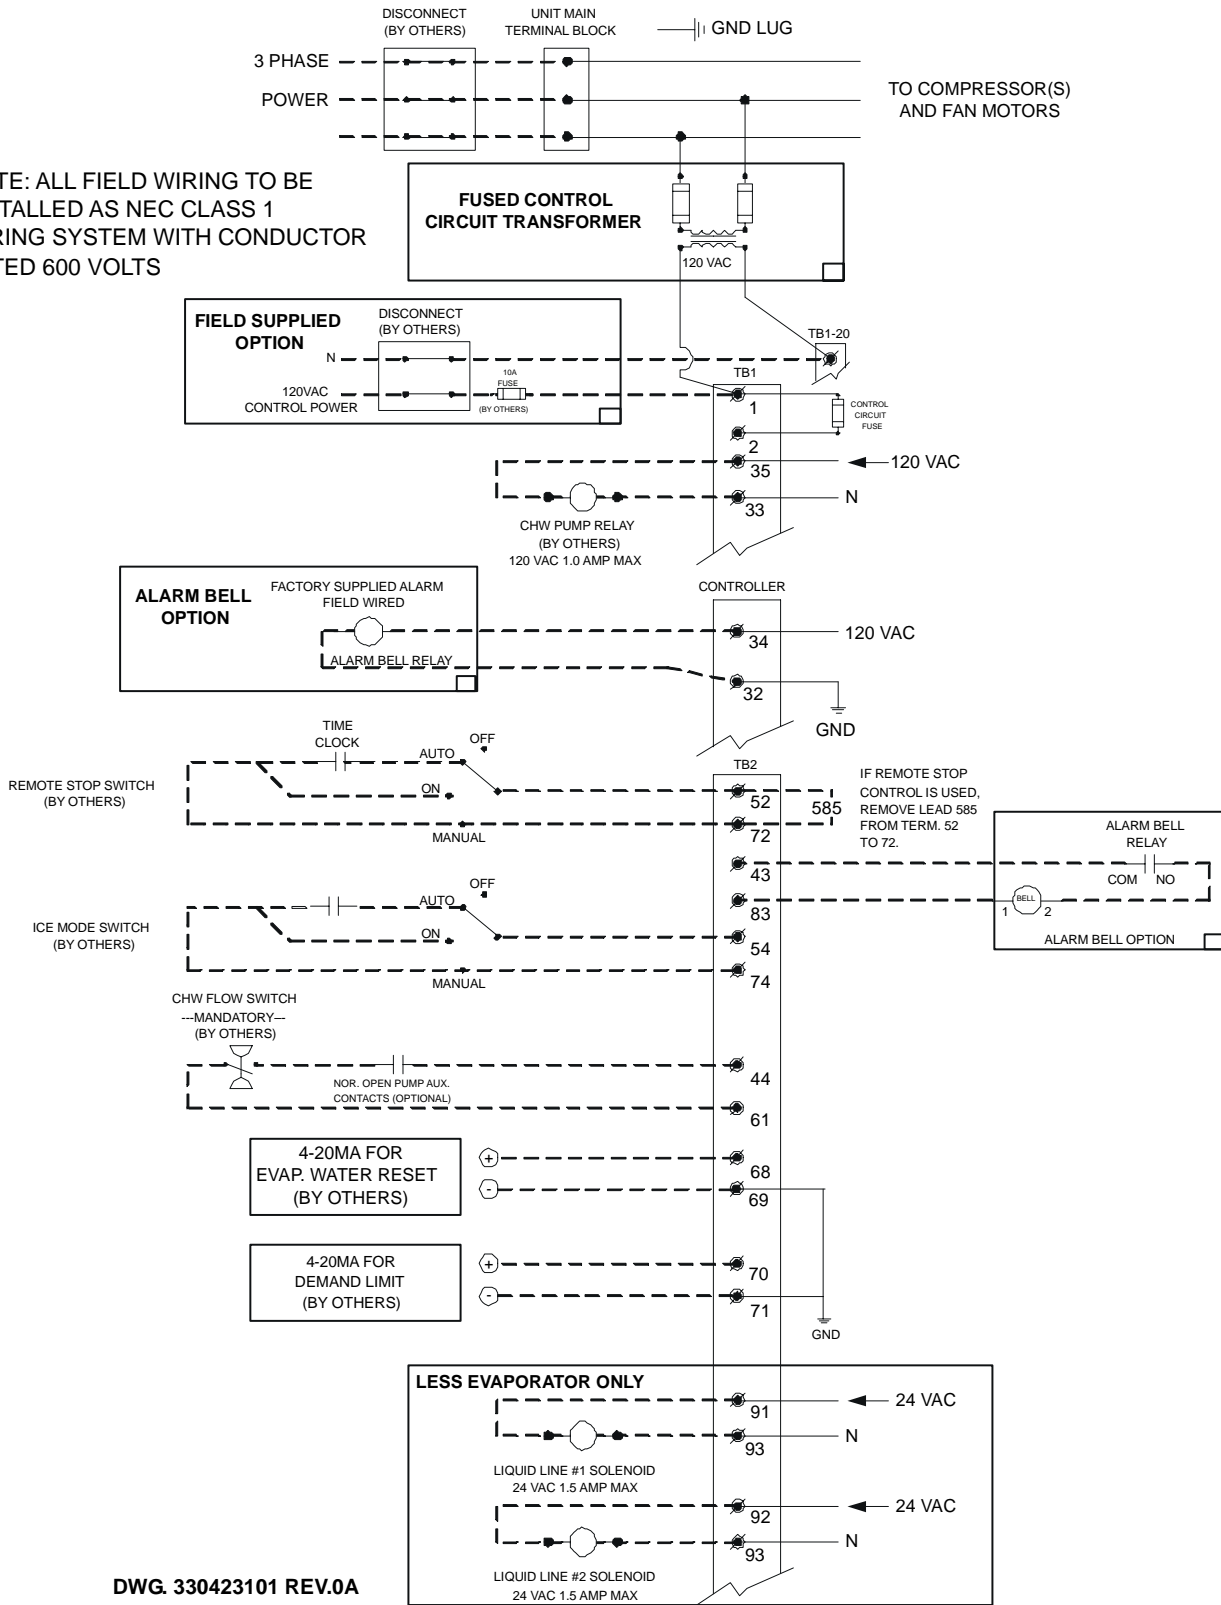 DISCONNECT
(BY OTHERS)
UNIT MAIN
TERMINAL BLOCK
GND LUG
3 PHASE
POWER
TO COMPRESSOR(S)
AND FAN MOTORS
TE: ALL FIELD WIRING TO BE
TALLED AS NEC CLASS 1
RING SYSTEM WITH CONDUCTOR
TED 600 VOLTS
FUSED CONTROL
CIRCUIT TRANSFORMER
120 VAC
FIELD SUPPLIED
OPTION
DISCONNECT
(BY OTHERS)
N
120VAC
CONTROL POWER
10A
FUSE
(BY OTHERS)
TB1-20
TB1
1
2
CONTROL
CIRCUIT
FUSE
35
120 VAC
33
N
CHW PUMP RELAY
(BY OTHERS)
120 VAC 1.0 AMP MAX
ALARM BELL
OPTION
FACTORY SUPPLIED ALARM
FIELD WIRED
ALARM BELL RELAY
CONTROLLER
34
120 VAC
32
GND
TIME
CLOCK
OFF
AUTO
ON
MANUAL
REMOTE STOP SWITCH
(BY OTHERS)
TB2
52
72
585
IF REMOTE STOP
CONTROL IS USED,
REMOVE LEAD 585
FROM TERM. 52
TO 72.
43
83
ALARM BELL
RELAY
COM NO
BELL
1 2
ALARM BELL OPTION
OFF
AUTO
ON
MANUAL
ICE MODE SWITCH
(BY OTHERS)
54
74
CHW FLOW SWITCH
---MANDATORY---
(BY OTHERS)
NOR. OPEN PUMP AUX.
CONTACTS (OPTIONAL)
44
61
4-20MA FOR
EVAP. WATER RESET
(BY OTHERS)
+
-
68
69
4-20MA FOR
DEMAND LIMIT
(BY OTHERS)
+
-
70
71
GND
LESS EVAPORATOR ONLY
91
24 VAC
93
N
LIQUID LINE #1 SOLENOID
24 VAC 1.5 AMP MAX
92
24 VAC
93
N
LIQUID LINE #2 SOLENOID
24 VAC 1.5 AMP MAX
DWG. 330423101 REV.0A